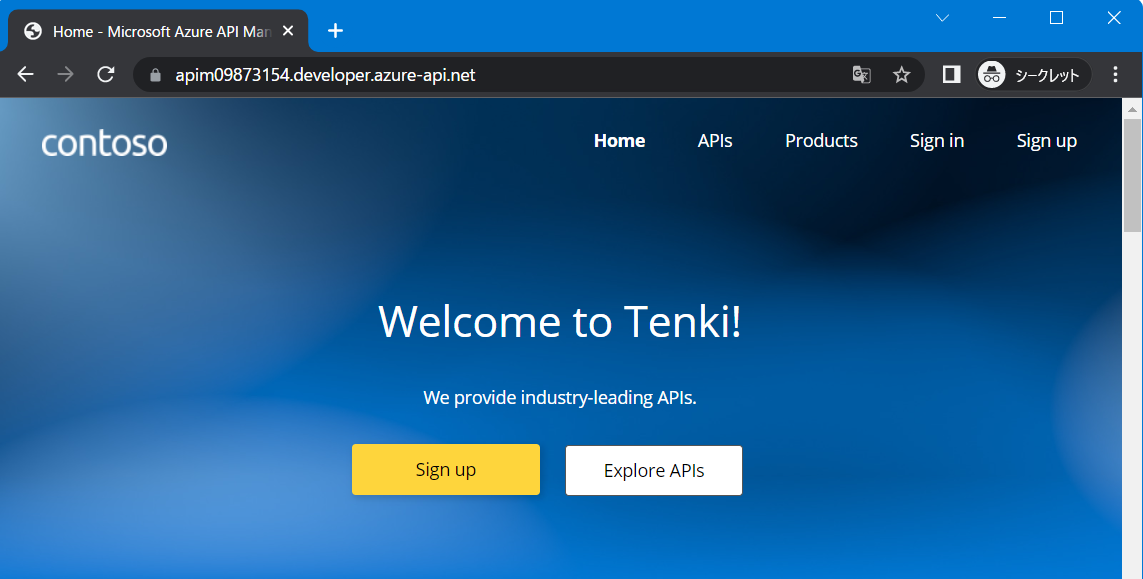 Home - Microsoft Azure API Man
apim09873154.developer.azure-api.net
シークレット
contoso
Home APIs Products Sign in Sign up
Welcome to Tenki!
We provide industry-leading APIs.
Sign up Explore APIs